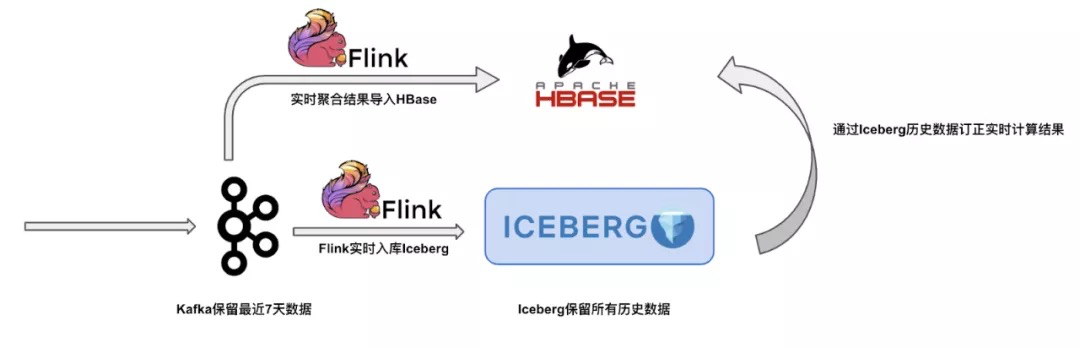 Flink
实时聚合结果导入HBase
APACHE
HBASE
通过Iceberg历史数据订正实时计算结果
Flink
Flink实时入库Iceberg
ICEBERG
Kafka保留最近7天数据
Iceberg保留所有历史数据